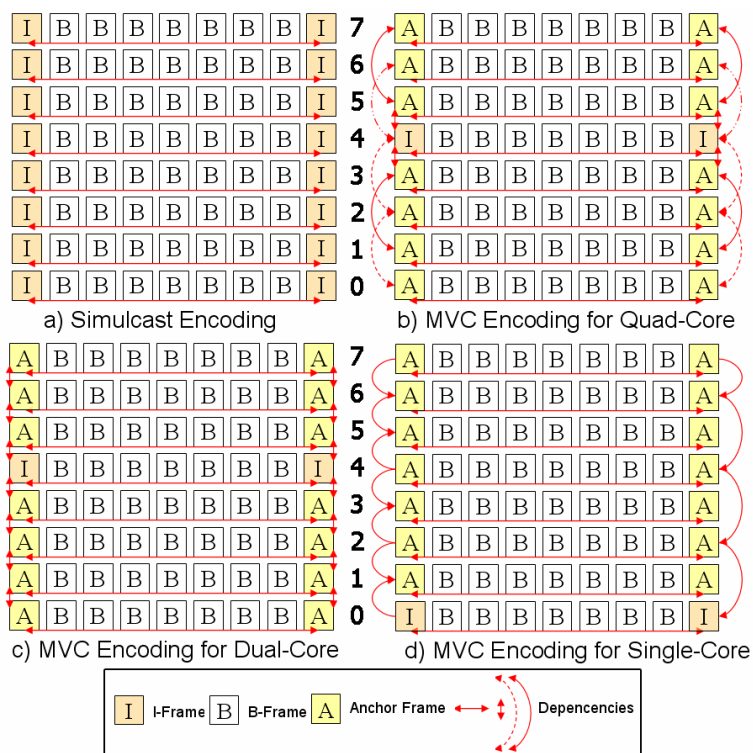 I B B B B B B B I 7 A B B B B B B B A
I B B B B B B B I 6 A B B B B B B B A
I B B B B B B B I 5 A B B B B B B B A
I B B B B B B B I 4 I B B B B B B B I
I B B B B B B B I 3 A B B B B B B B A
I B B B B B B B I 2 A B B B B B B B A
I B B B B B B B I 1 A B B B B B B B A
I B B B B B B B I 0 A B B B B B B B A
a) Simulcast Encoding b) MVC Encoding for Quad-Core
A B B B B B B B A 7 A B B B B B B B A
A B B B B B B B A 6 A B B B B B B B A
A B B B B B B B A 5 A B B B B B B B A
I B B B B B B B I 4 A B B B B B B B A
A B B B B B B B A 3 A B B B B B B B A
A B B B B B B B A 2 A B B B B B B B A
A B B B B B B B A 1 A B B B B B B B A
A B B B B B B B A 0 I B B B B B B B I
c) MVC Encoding for Dual-Core d) MVC Encoding for Single-Core
I I-Frame B B-Frame A Anchor Frame Depencencies